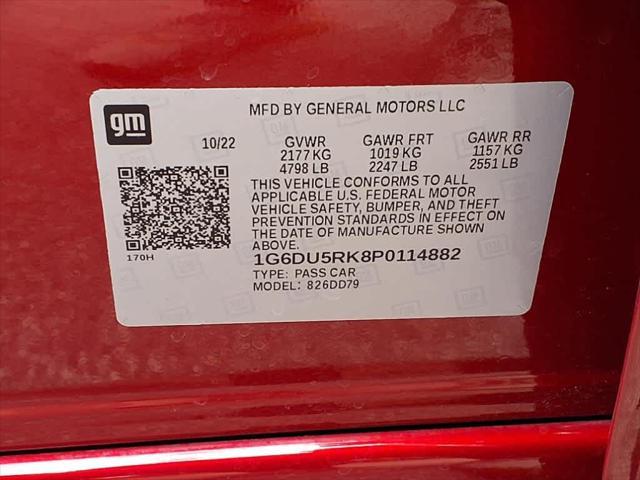 gm
MFD BY GENERAL MOTORS LLC
10/22 GVWR GAWR FRT GAWR RR
2177 KG 1019 KG 1157 KG
4798 LB 2247 LB 2551 LB
THIS VEHICLE CONFORMS TO ALL
APPLICABLE U.S. FEDERAL MOTOR
VEHICLE SAFETY, BUMPER, AND THEFT
PREVENTION STANDARDS IN EFFECT ON
THE DATE OF MANUFACTURE SHOWN
ABOVE.
170H
1G6DU5RK8P0114882
TYPE: PASS CAR
MODEL: 826DD79